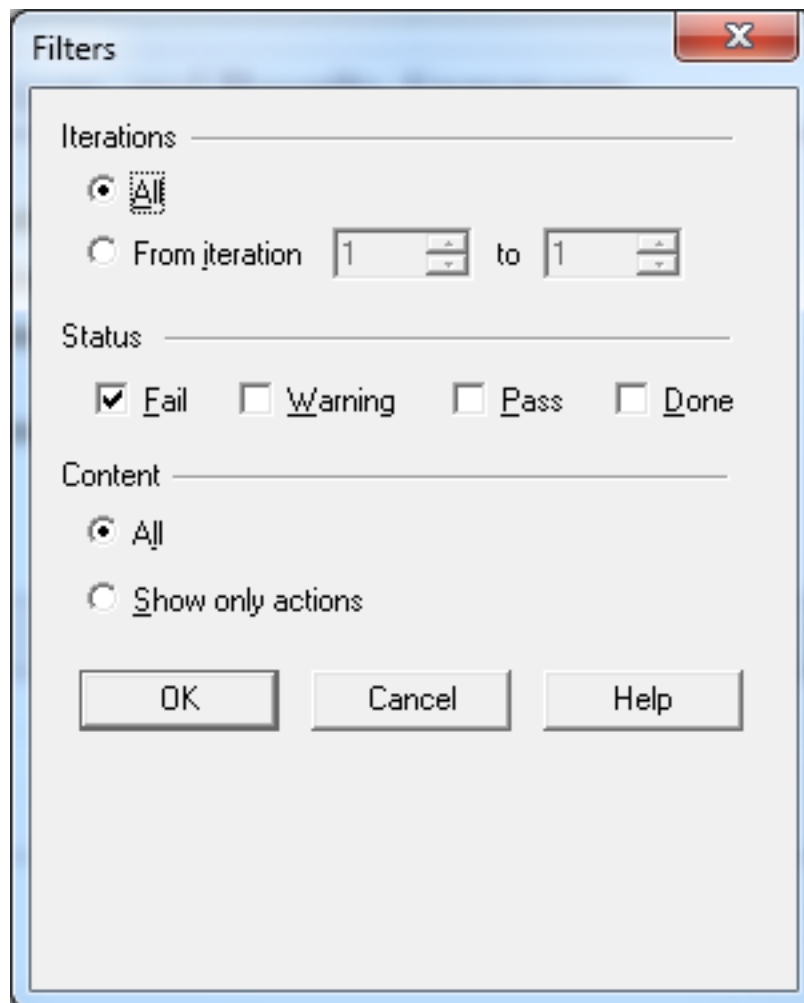 Filters
Iterations
All
From iteration 1 to 1
Status
Fail Warning Pass Done
Content
All
Show only actions
OK Cancel Help